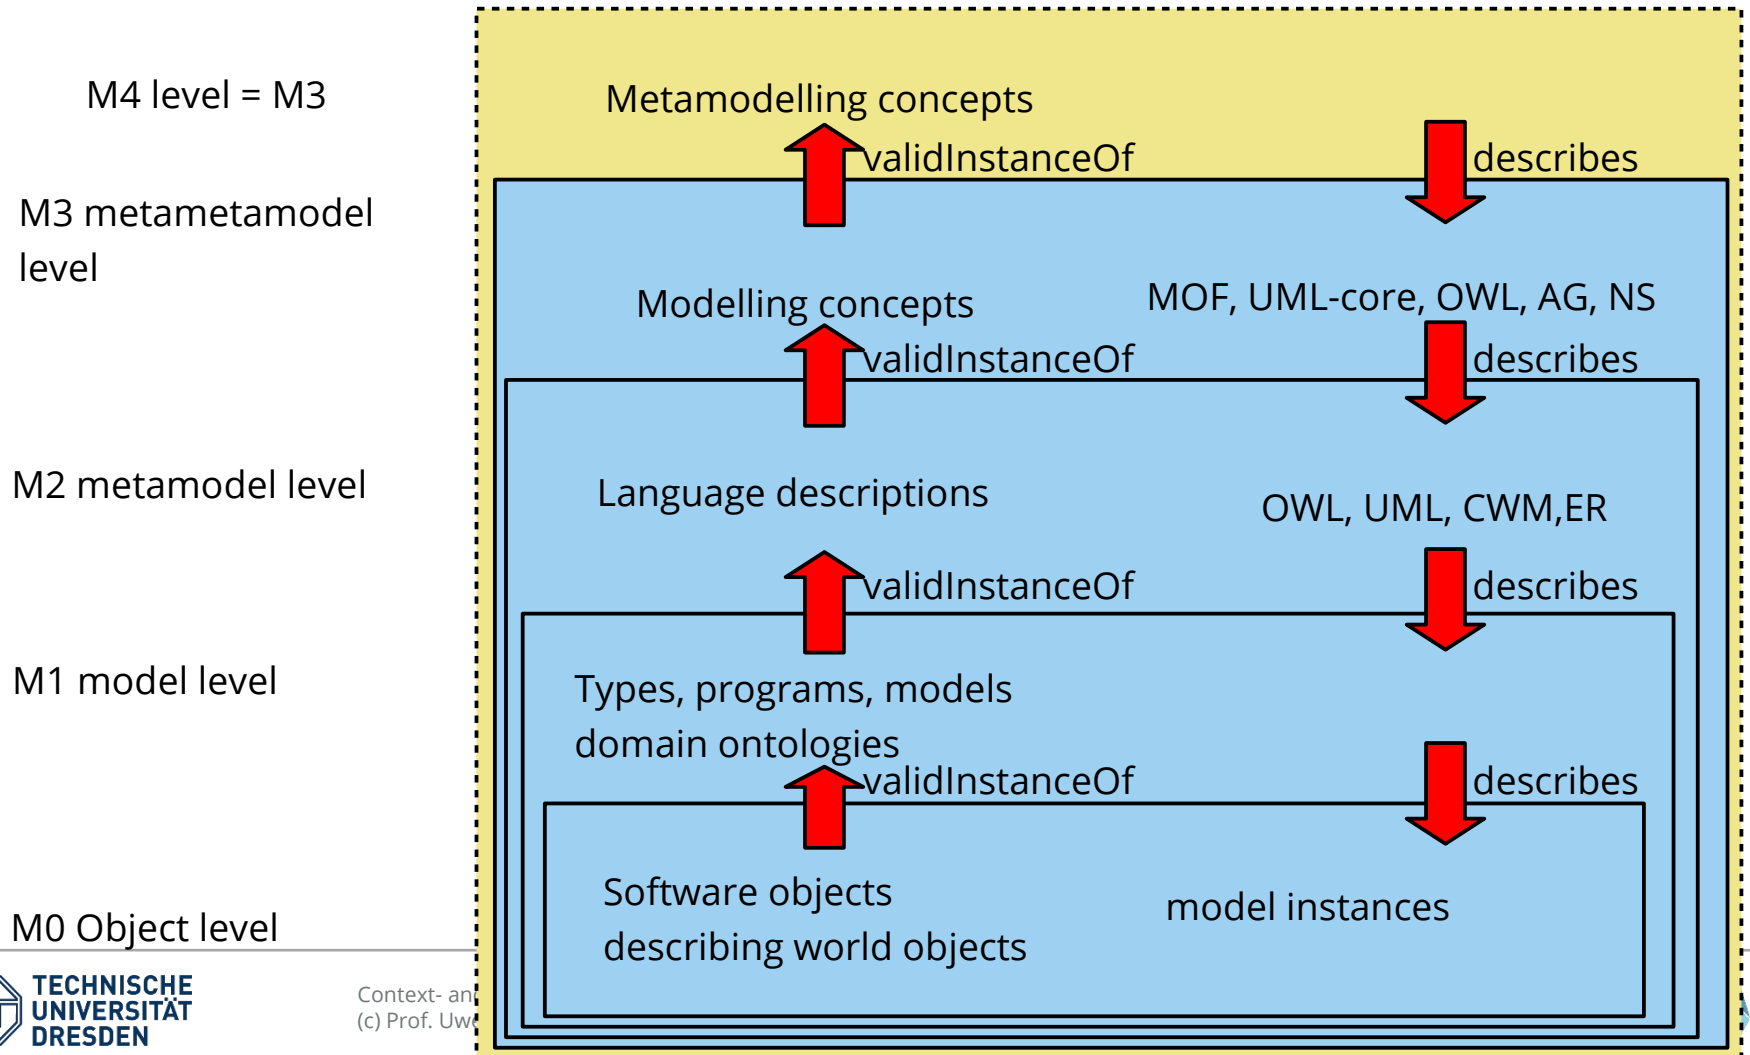 M4 level = M3
Metamodelling concepts
validInstanceOf
describes
M3 metametamodel
level
Modelling concepts
MOF, UML-core, OWL, AG, NS
validInstanceOf
describes
M2 metamodel level
Language descriptions
OWL, UML, CWM,ER
validInstanceOf
describes
M1 model level
Types, programs, models
domain ontologies
validInstanceOf
describes
Software objects
describing world objects
model instances
M0 Object level
TECHNISCHE
UNIVERSITÄT
DRESDEN
Context-
(c) Prof.